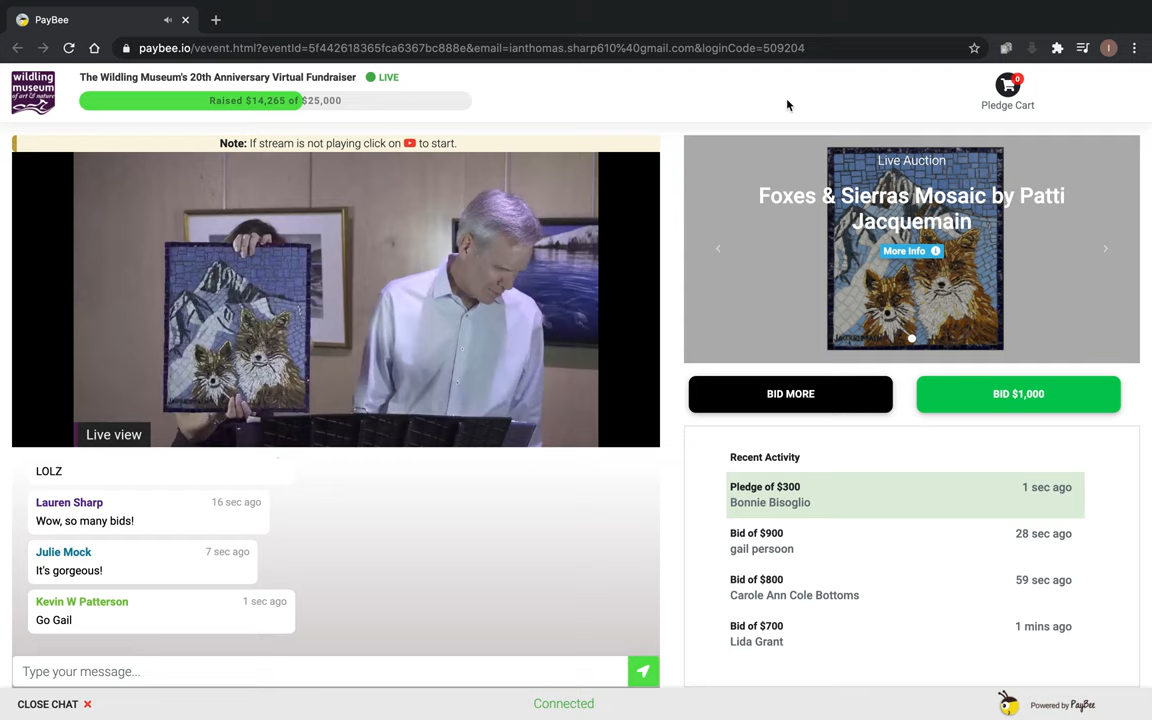 PayBee
paybee.io/vevent.html?eventId=5f442618365fca6367bc888e&email=ianthomas.sharp610%40gmail.com&loginCode=509204
I
wildling
museum
of art & nature
The Wildling Museum's 20th Anniversary Virtual Fundraiser
LIVE
Raised $14,265 of $25,000
0
Pledge Cart
Note: If stream is not playing click on to start.
Live view
Live Auction
Foxes & Sierras Mosaic by Patti
Jacquemain
More Info
BID MORE
BID $1,000
LOLZ
Lauren Sharp 16 sec ago
Wow, so many bids!
Julie Mock 7 sec ago
It's gorgeous!
Kevin W Patterson 1 sec ago
Go Gail
Type your message...
Recent Activity
Pledge of $300 1 sec ago
Bonnie Bisoglio
Bid of $900 28 sec ago
gail persoon
Bid of $800 59 sec ago
Carole Ann Cole Bottoms
Bid of $700 1 mins ago
Lida Grant
CLOSE CHAT
Connected
Powered by PayBee